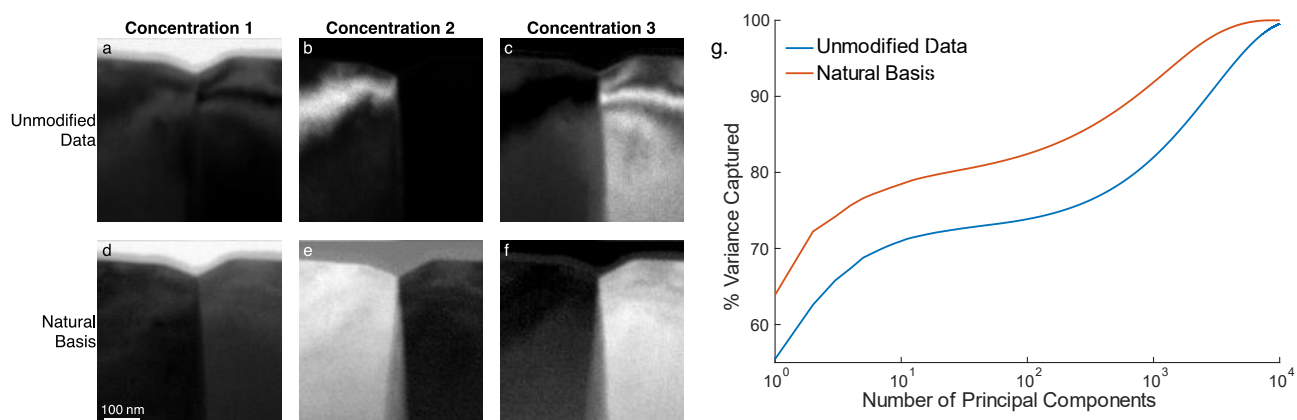 Concentration 1
Concentration 2
Concentration 3
Unmodified
Data
a
b
c
Natural
Basis
d
e
f
100 nm
g.
Unmodified Data
Natural Basis
% Variance Captured
100
90
80
70
60
10^0
10^1
10^2
10^3
10^4
Number of Principal Components